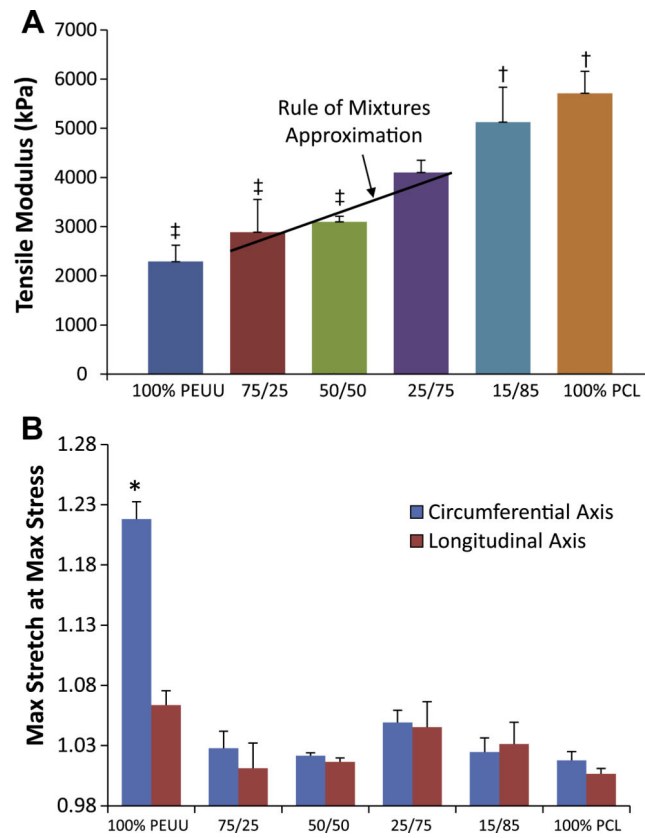 A
Tensile Modulus (kPa)
7000
6000
5000
4000
3000
2000
1000
0
Rule of Mixtures
Approximation
‡
‡
‡
†
†
100% PEUU 75/25 50/50 25/75 15/85 100% PCL
B
Max Stretch at Max Stress
1.28
1.23
1.18
1.13
1.08
1.03
0.98
*
Circumferential Axis
Longitudinal Axis
100% PEUU 75/25 50/50 25/75 15/85 100% PCL